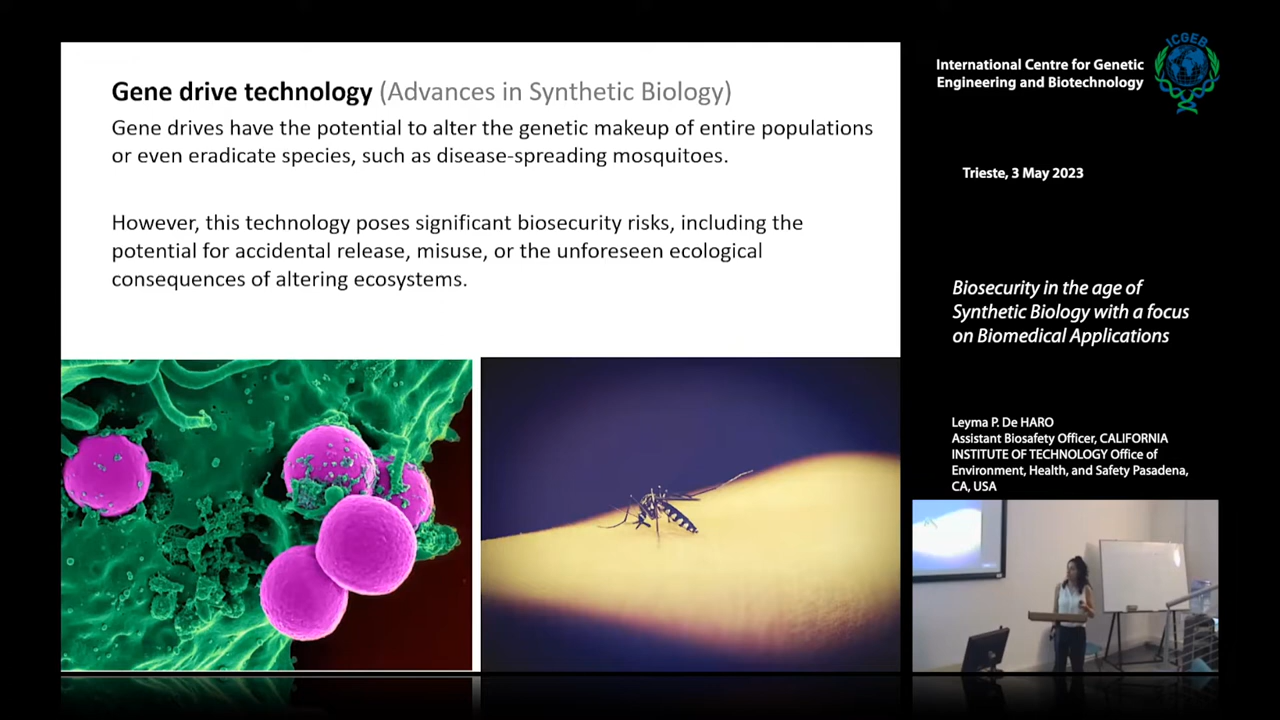 Gene drive technology (Advances in Synthetic Biology)
Gene drives have the potential to alter the genetic makeup of entire populations
or even eradicate species, such as disease-spreading mosquitoes.
However, this technology poses significant biosecurity risks, including the
potential for accidental release, misuse, or the unforeseen ecological
consequences of altering ecosystems.
International Centre for Genetic
Engineering and Biotechnology
ICGEB
Trieste, 3 May 2023
Biosecurity in the age of
Synthetic Biology with a focus
on Biomedical Applications
Leyma P. De HARO
Assistant Biosafety Officer, CALIFORNIA
INSTITUTE OF TECHNOLOGY Office of
Environment, Health, and Safety Pasadena,
CA, USA